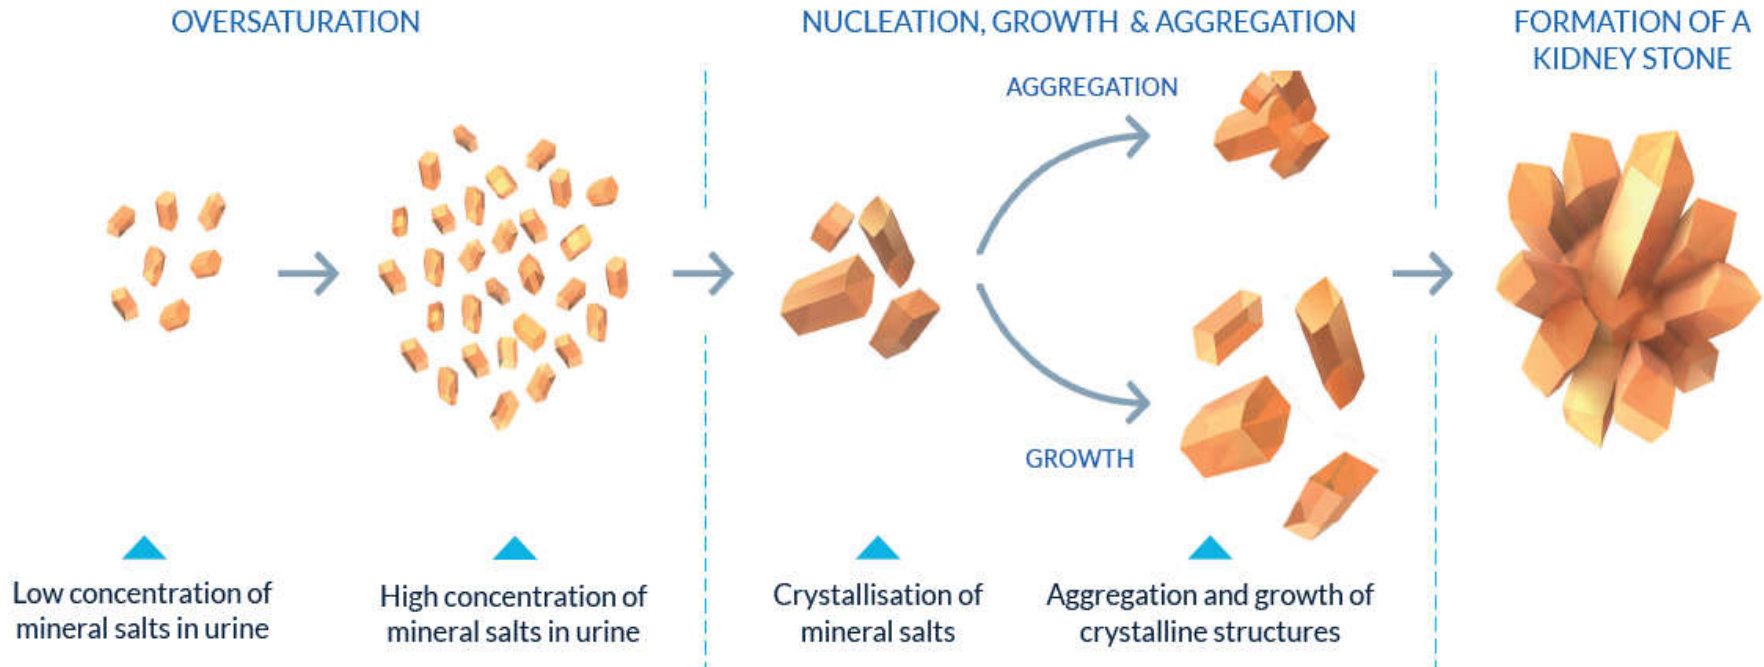 OVERSATURATION
NUCLEATION, GROWTH & AGGREGATION
FORMATION OF A
KIDNEY STONE
AGGREGATION
GROWTH
Low concentration of
mineral salts in urine
High concentration of
mineral salts in urine
Crystallisation of
mineral salts
Aggregation and growth of
crystalline structures